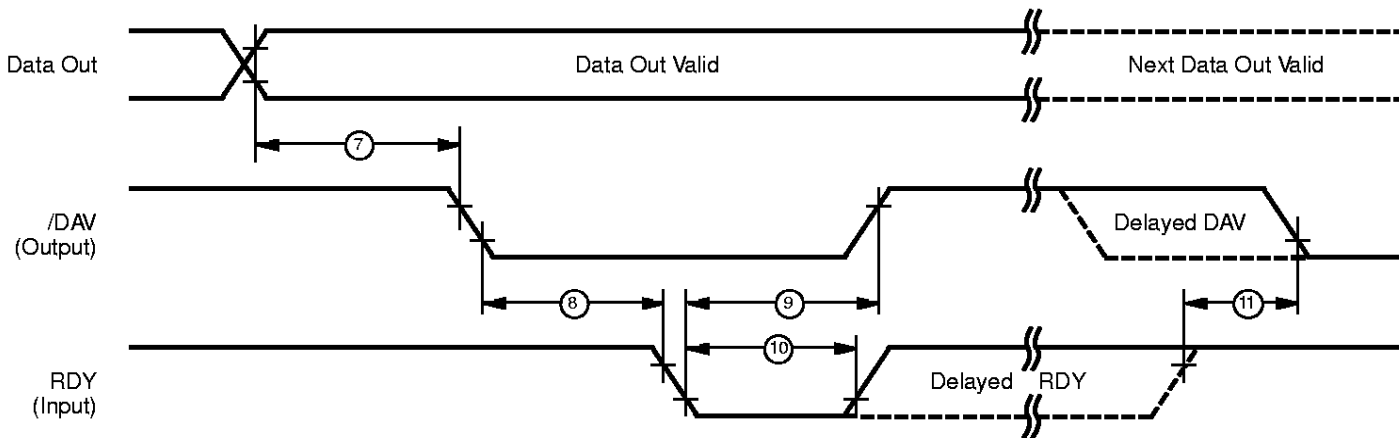 Data Out
Data Out Valid
Next Data Out Valid
7
/DAV
(Output)
Delayed DAV
8
9
11
10
RDY
(Input)
Delayed RDY